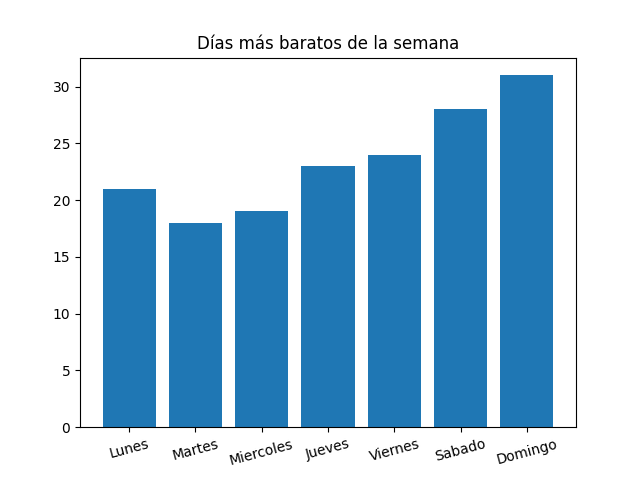 Días más baratos de la semana
30
25
20
15
10
5
0
Lunes
Martes
Miercoles
Jueves
Viernes
Sabado
Domingo